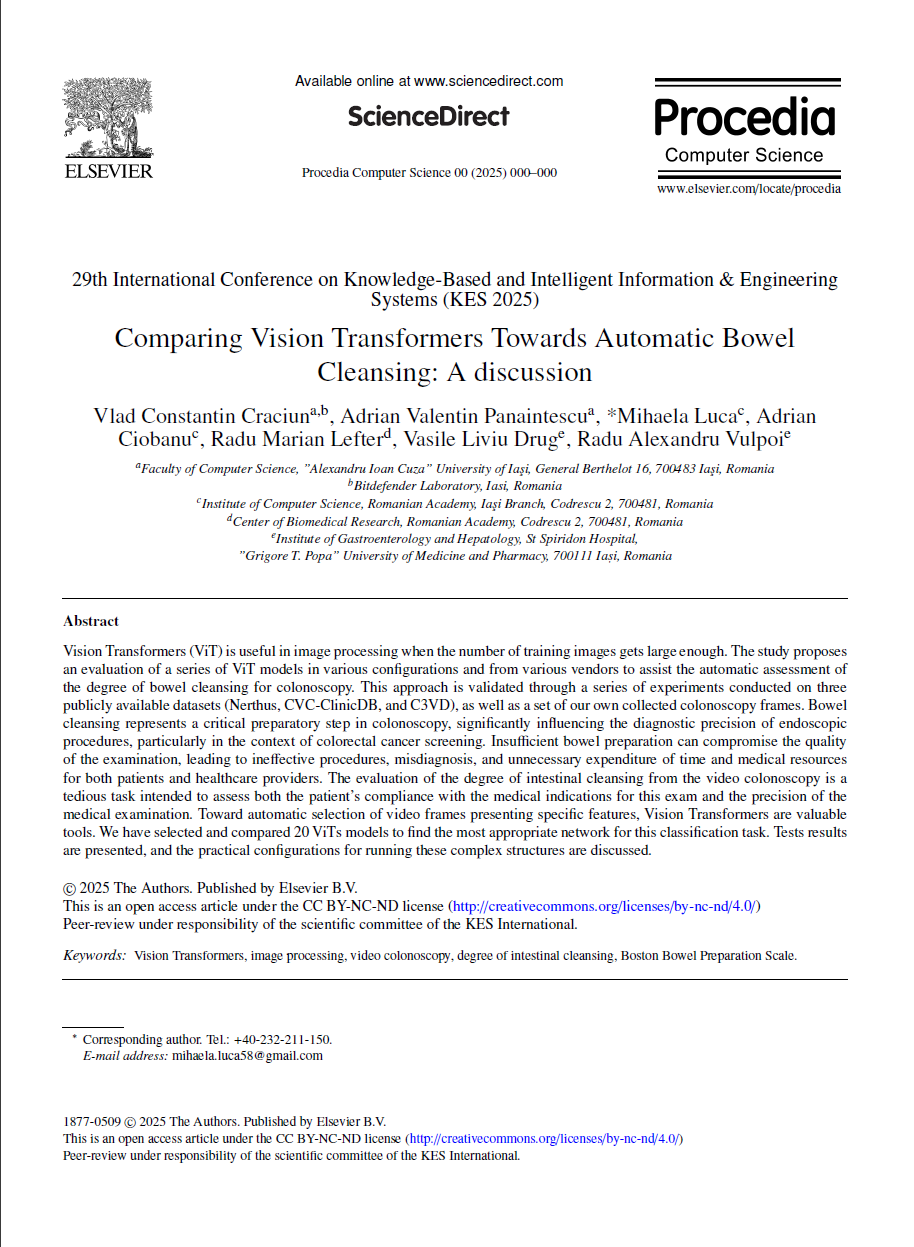 Available online at www.sciencedirect.com
ScienceDirect
Procedia Computer Science 00 (2025) 000–000
ELSEVIER
Procedia
Computer Science
www.elsevier.com/locate/procedia
29th International Conference on Knowledge-Based and Intelligent Information & Engineering
Systems (KES 2025)
Comparing Vision Transformers Towards Automatic Bowel
Cleansing: A discussion
Vlad Constantin Craciunᵃ,ᵇ, Adrian Valentin Panaintescuᵃ, *Mihaela Lucaᶜ, Adrian
Ciobanuᶜ, Radu Marian Lefterᵈ, Vasile Liviu Drugᵉ, Radu Alexandru Vulpoiᵉ
ᵃFaculty of Computer Science, ”Alexandru Ioan Cuza” University of Iaşi, General Berthelot 16, 700483 Iaşi, Romania
ᵇBitdefender Laboratory, Iasi, Romania
ᶜInstitute of Computer Science, Romanian Academy, Iaşi Branch, Codrescu 2, 700481, Romania
ᵈCenter of Biomedical Research, Romanian Academy, Codrescu 2, 700481, Romania
ᵉInstitute of Gastroenterology and Hepatology, St Spiridon Hospital,
”Grigore T. Popa” University of Medicine and Pharmacy, 700111 Iași, Romania
Abstract
Vision Transformers (ViT) is useful in image processing when the number of training images gets large enough. The study proposes
an evaluation of a series of ViT models in various configurations and from various vendors to assist the automatic assessment of
the degree of bowel cleansing for colonoscopy. This approach is validated through a series of experiments conducted on three
publicly available datasets (Nerthus, CVC-ClinicDB, and C3VD), as well as a set of our own collected colonoscopy frames. Bowel
cleansing represents a critical preparatory step in colonoscopy, significantly influencing the diagnostic precision of endoscopic
procedures, particularly in the context of colorectal cancer screening. Insufficient bowel preparation can compromise the quality
of the examination, leading to ineffective procedures, misdiagnosis, and unnecessary expenditure of time and medical resources
for both patients and healthcare providers. The evaluation of the degree of intestinal cleansing from the video colonoscopy is a
tedious task intended to assess both the patient’s compliance with the medical indications for this exam and the precision of the
medical examination. Toward automatic selection of video frames presenting specific features, Vision Transformers are valuable
tools. We have selected and compared 20 ViTs models to find the most appropriate network for this classification task. Tests results
are presented, and the practical configurations for running these complex structures are discussed.
© 2025 The Authors. Published by Elsevier B.V.
This is an open access article under the CC BY-NC-ND license (http://creativecommons.org/licenses/by-nc-nd/4.0/)
Peer-review under responsibility of the scientific committee of the KES International.
Keywords: Vision Transformers, image processing, video colonoscopy, degree of intestinal cleansing, Boston Bowel Preparation Scale.
* Corresponding author. Tel.: +40-232-211-150.
E-mail address: mihaela.luca58@gmail.com
1877-0509 © 2025 The Authors. Published by Elsevier B.V.
This is an open access article under the CC BY-NC-ND license (http://creativecommons.org/licenses/by-nc-nd/4.0/)
Peer-review under responsibility of the scientific committee of the KES International.